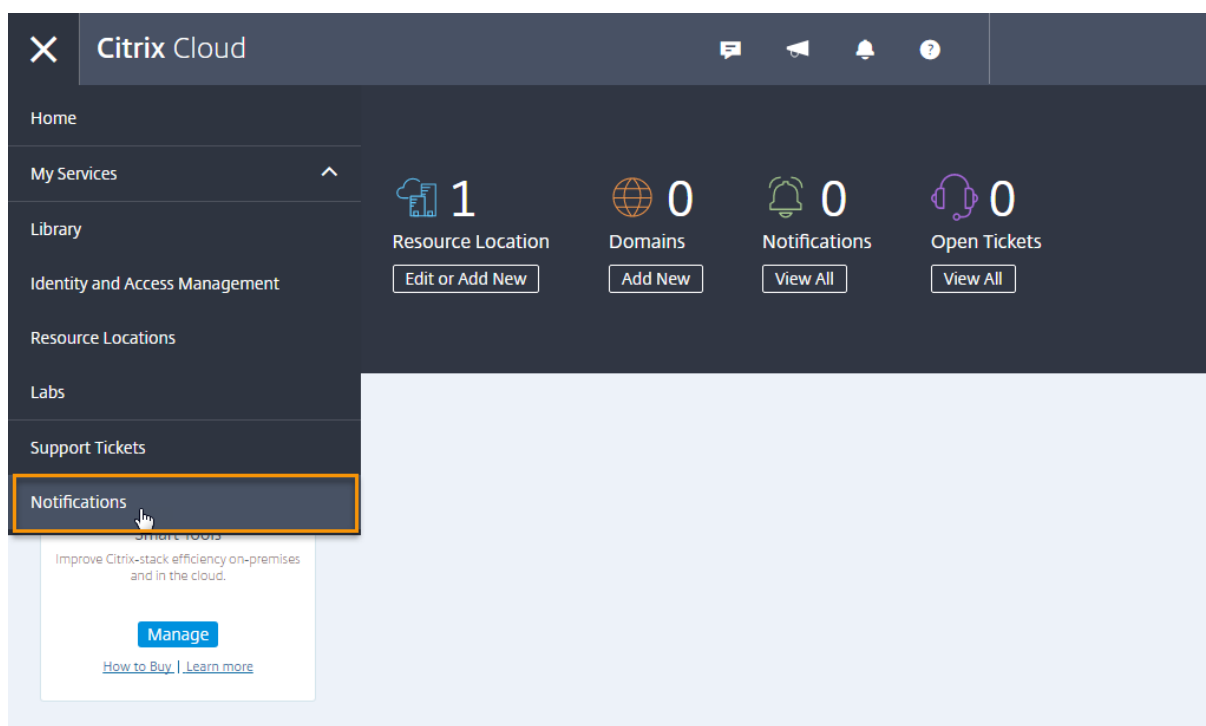 Citrix Cloud
Home
My Services
Library
Identity and Access Management
Resource Locations
Labs
Support Tickets
Notifications
1
Resource Location
Edit or Add New
0
Domains
Add New
0
Notifications
View All
0
Open Tickets
View All
Smart Tools
Improve Citrix-stack efficiency on-premises
and in the cloud.
Manage
How to Buy | Learn more